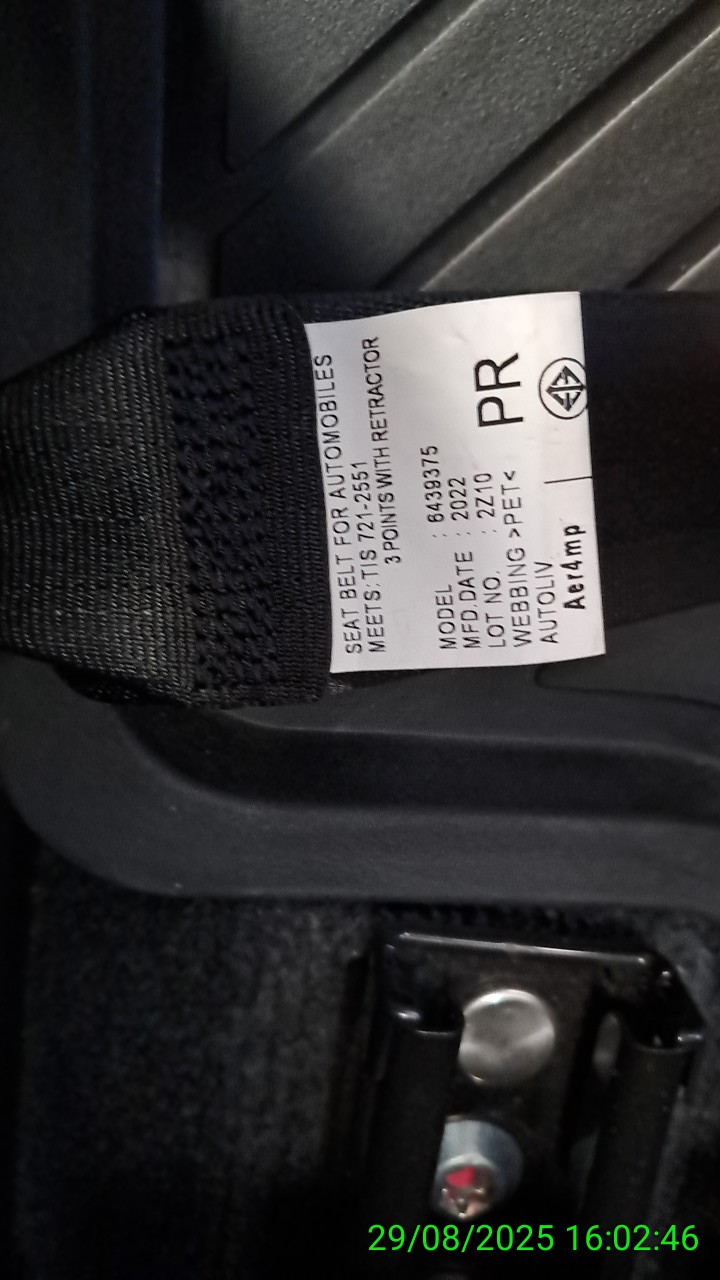 SEAT BELT FOR AUTOMOBILES
MEETS: TIS 721-2551
3 POINTS WITH RETRACTOR
MODEL : 6439375
MFD.DATE : 2022
LOT NO. : 2Z10
WEBBING >PET<
PR
AUTOLIV
Aer4mp
29/08/2025 16:02:46